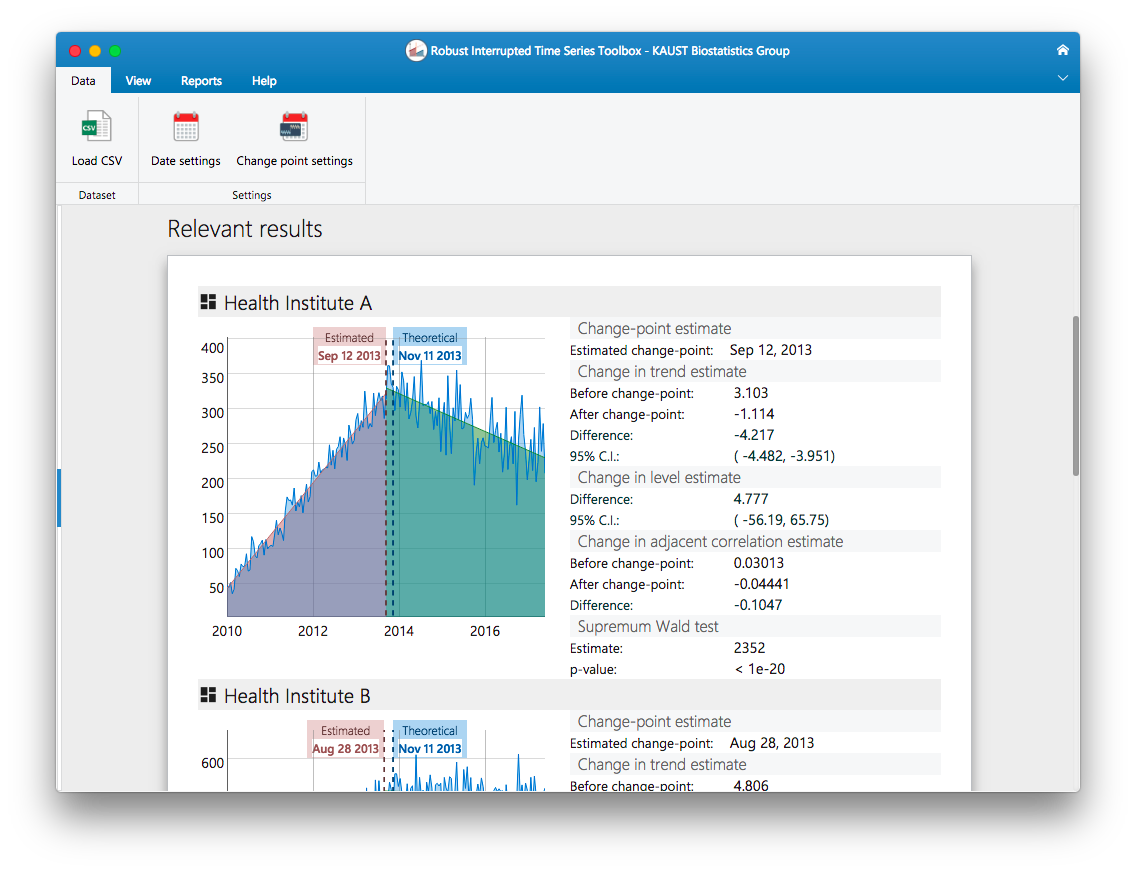 Robust Interrupted Time Series Toolbox - KAUST Biostatistics Group
Data View Reports Help
CSV
Load CSV Date settings Change point settings
Dataset Settings
Relevant results
Health Institute A
Estimated Theoretical
Sep 12 2013 Nov 11 2013
400
350
300
250
200
150
100
50
2010 2012 2014 2016
Change-point estimate
Estimated change-point: Sep 12, 2013
Change in trend estimate
Before change-point: 3.103
After change-point: -1.114
Difference: -4.217
95% C.I.: ( -4.482, -3.951)
Change in level estimate
Difference: 4.777
95% C.I.: ( -56.19, 65.75)
Change in adjacent correlation estimate
Before change-point: 0.03013
After change-point: -0.04441
Difference: -0.1047
Supremum Wald test
Estimate: 2352
p-value: < 1e-20
Health Institute B
Estimated Theoretical
Aug 28 2013 Nov 11 2013
600
Change-point estimate
Estimated change-point: Aug 28, 2013
Change in trend estimate
Before change-point: 4.806